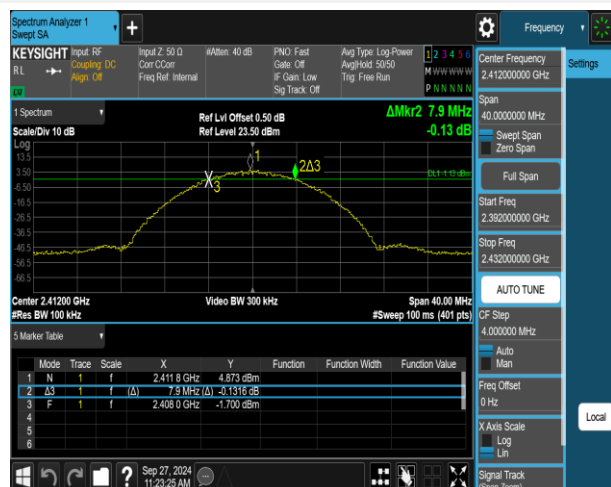 Spectrum Analyzer 1
Swept SA
+
Frequency
KEYSIGHT
RL
Input: RF
Coupling: DC
Align: Off
Input Z: 50 Ω
Corr CCorr
Freq Ref: Internal
#Atten: 40 dB
PNO: Fast
Gate: Off
IF Gain: Low
Sig Track: Off
Avg Type: Log-Power
Avg|Hold: 50/50
Trig: Free Run
1 2 3 4 5 6
M W W W W W
P N N N N N
1 Spectrum
Scale/Div 10 dB
Ref Lvl Offset 0.50 dB
Ref Level 23.50 dBm
ΔMkr2 7.9 MHz
-0.13 dB
Log
13.5
3.50
-6.50
-16.5
-26.5
-36.5
-46.5
-56.5
-66.5
1
2Δ3
3
DL1 -1.13 dBm
Center 2.41200 GHz
#Res BW 100 kHz
Video BW 300 kHz
Span 40.00 MHz
#Sweep 100 ms (401 pts)
5 Marker Table
Mode Trace Scale X Y Function Function Width Function Value
1 N 1 f 2.411 8 GHz 4.873 dBm
2 Δ3 1 f (Δ) 7.9 MHz (Δ) -0.1316 dB
3 F 1 f 2.408 0 GHz -1.700 dBm
4
5
6
?
Sep 27, 2024
11:23:25 AM
Center Frequency
2.412000000 GHz
Span
40.0000000 MHz
Swept Span
Zero Span
Full Span
Start Freq
2.392000000 GHz
Stop Freq
2.432000000 GHz
AUTO TUNE
CF Step
4.000000 MHz
Auto
Man
Freq Offset
0 Hz
X Axis Scale
Log
Lin
Signal Track
(Span Zoom)
Settings
Local